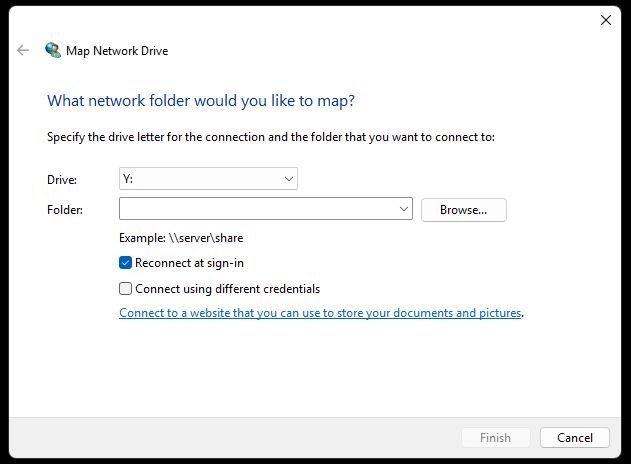 Map Network Drive
What network folder would you like to map?
Specify the drive letter for the connection and the folder that you want to connect to:
Drive: Y:
Folder: Browse...
Example: \\server\share
Reconnect at sign-in
Connect using different credentials
Connect to a website that you can use to store your documents and pictures.
Finish Cancel